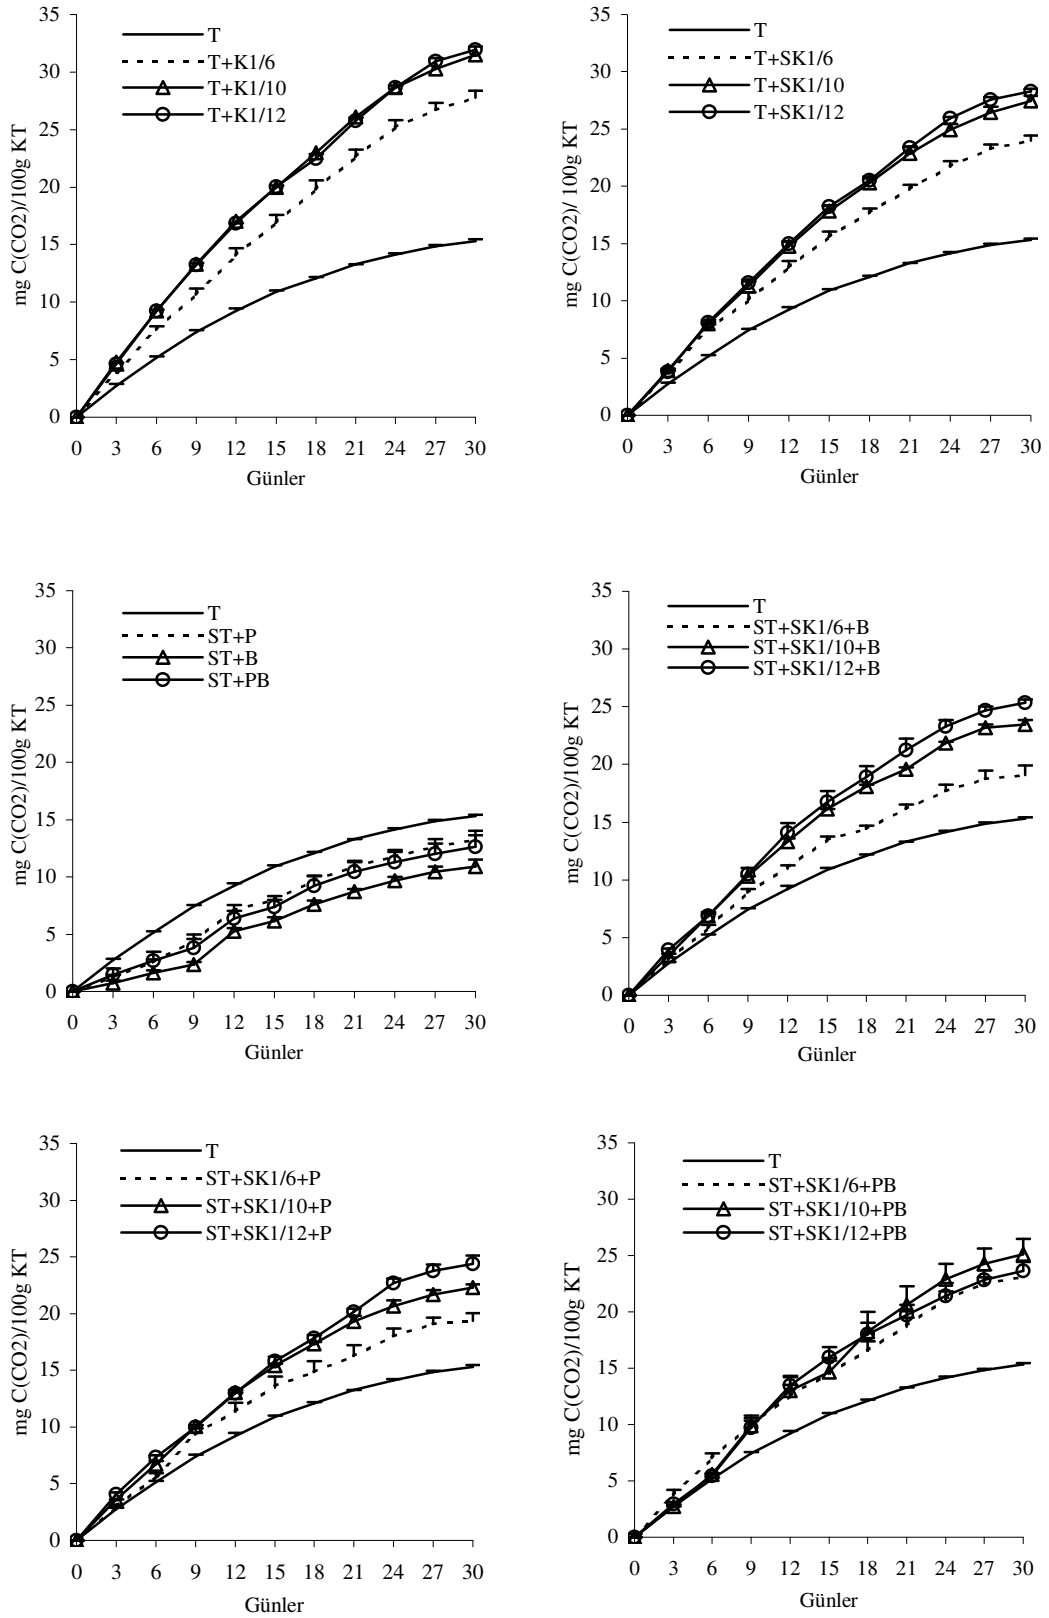 mg C(CO2)/100g KT
35
30
25
20
15
10
5
0
T
T+K1/6
T+K1/10
T+K1/12
0 3 6 9 12 15 18 21 24 27 30
Günler
mg C(CO2)/ 100g KT
35
30
25
20
15
10
5
0
T
T+SK1/6
T+SK1/10
T+SK1/12
0 3 6 9 12 15 18 21 24 27 30
Günler
mg C(CO2)/100g KT
35
30
25
20
15
10
5
0
T
ST+P
ST+B
ST+PB
0 3 6 9 12 15 18 21 24 27 30
Günler
mg C(CO2)/100g KT
35
30
25
20
15
10
5
0
T
ST+SK1/6+B
ST+SK1/10+B
ST+SK1/12+B
0 3 6 9 12 15 18 21 24 27 30
Günler
mg C(CO2)/100g KT
35
30
25
20
15
10
5
0
T
ST+SK1/6+P
ST+SK1/10+P
ST+SK1/12+P
0 3 6 9 12 15 18 21 24 27 30
Günler
mg C(CO2)/100g KT
35
30
25
20
15
10
5
0
T
ST+SK1/6+PB
ST+SK1/10+PB
ST+SK1/12+PB
0 3 6 9 12 15 18 21 24 27 30
Günler